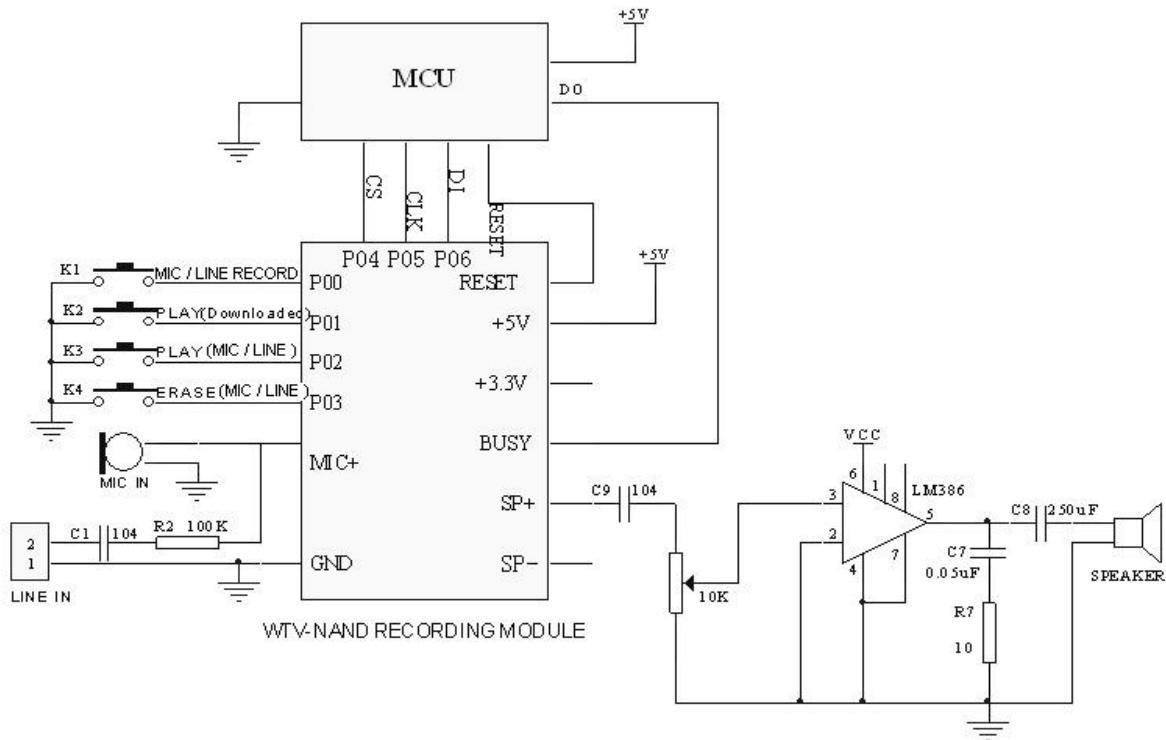 +5V
MCU
DO
CS
CLK
DI
RESET
P04 P05 P06
K1 MIC / LINE RECORD P00
RESET
+5V
K2 PLAY(Downloaded) P01
+5V
K3 PLAY (MIC / LINE ) P02
+3.3V
K4 ERASE (MIC / LINE) P03
BUSY
MIC+
MIC IN
SP+
C9 104
10K
VCC
6
1
8
LM386
3
2
4
7
5
C8 250uF
C7
0.05uF
R7
10
SPEAKER
C1 104
R2 100K
2
1
LINE IN
GND
SP-
WTV-NAND RECORDING MODULE